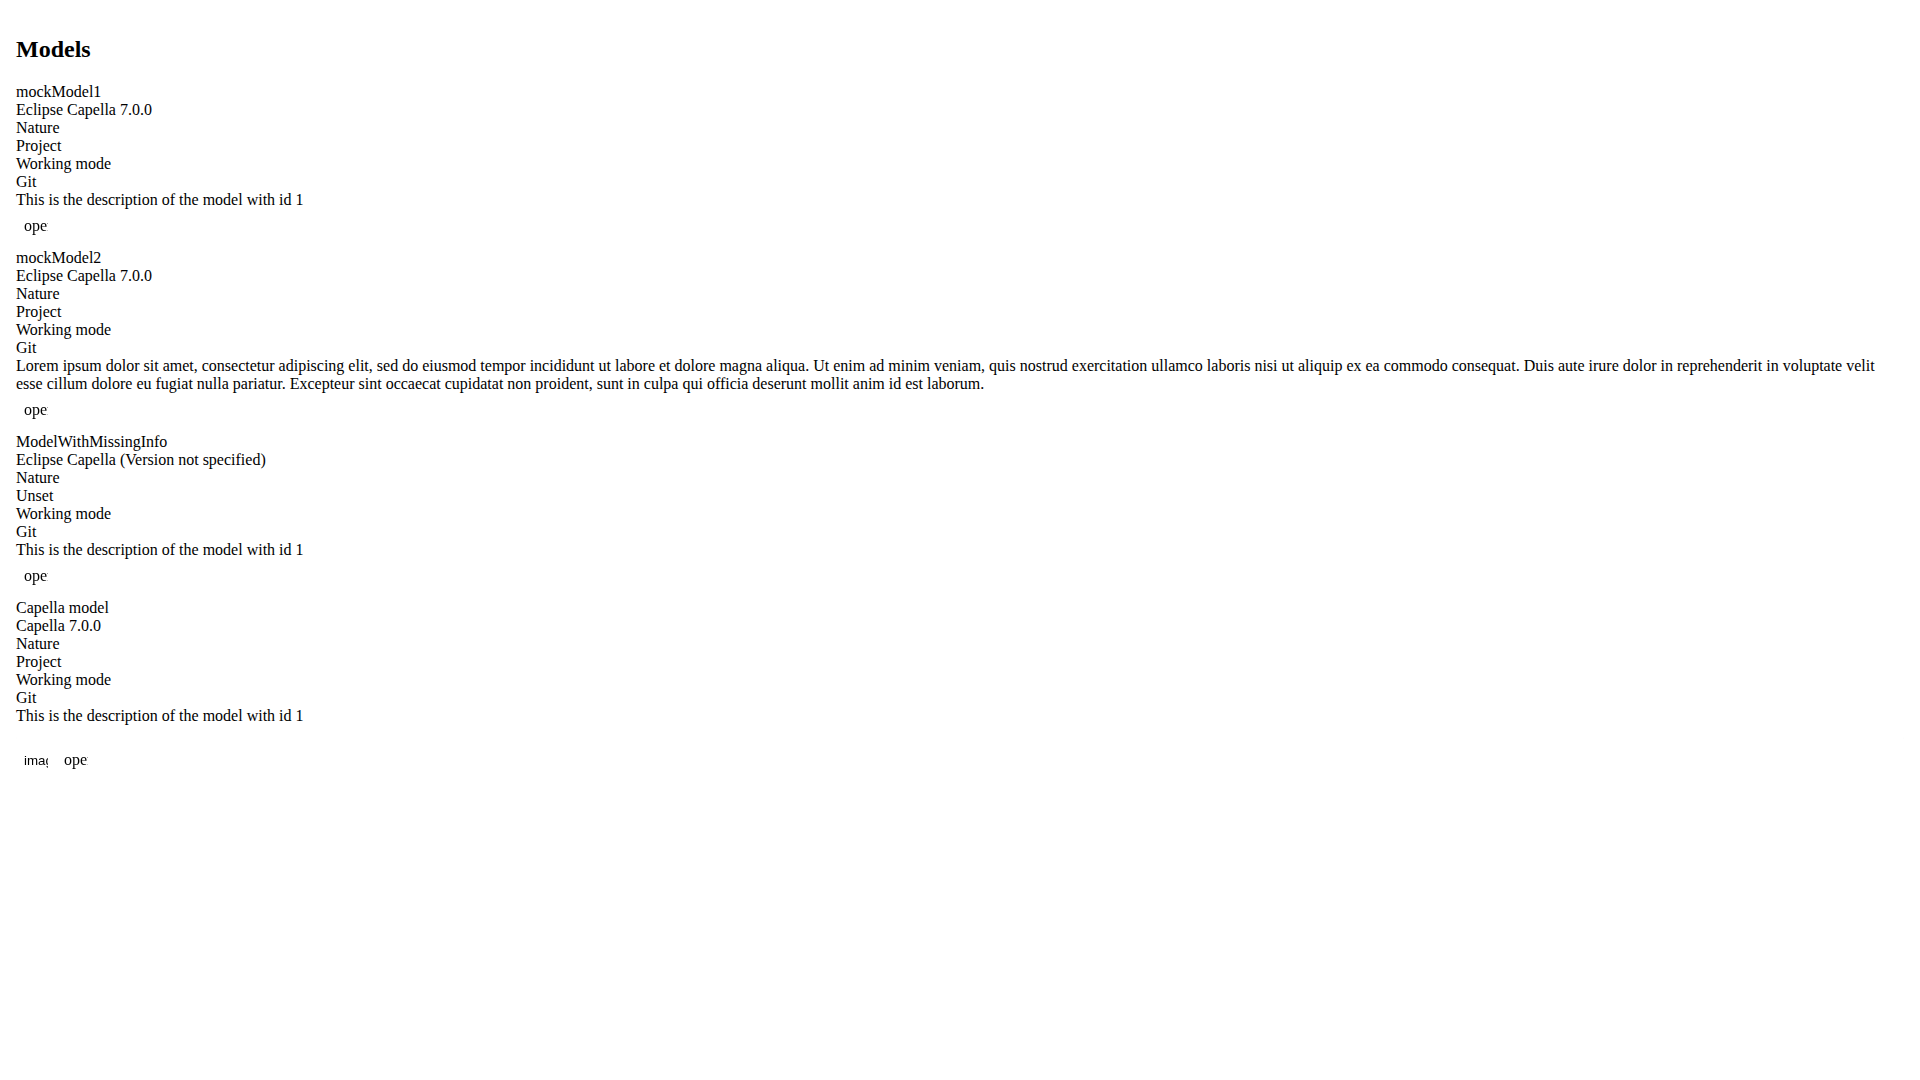 Models
mockModel1
Eclipse Capella 7.0.0
Nature
Project
Working mode
Git
This is the description of the model with id 1
ope
mockModel2
Eclipse Capella 7.0.0
Nature
Project
Working mode
Git
Lorem ipsum dolor sit amet, consectetur adipiscing elit, sed do eiusmod tempor incididunt ut labore et dolore magna aliqua. Ut enim ad minim veniam, quis nostrud exercitation ullamco laboris nisi ut aliquip ex ea commodo consequat. Duis aute irure dolor in reprehenderit in voluptate velit
esse cillum dolore eu fugiat nulla pariatur. Excepteur sint occaecat cupidatat non proident, sunt in culpa qui officia deserunt mollit anim id est laborum.
ope
ModelWithMissingInfo
Eclipse Capella (Version not specified)
Nature
Unset
Working mode
Git
This is the description of the model with id 1
ope
Capella model
Capella 7.0.0
Nature
Project
Working mode
Git
This is the description of the model with id 1
imag ope